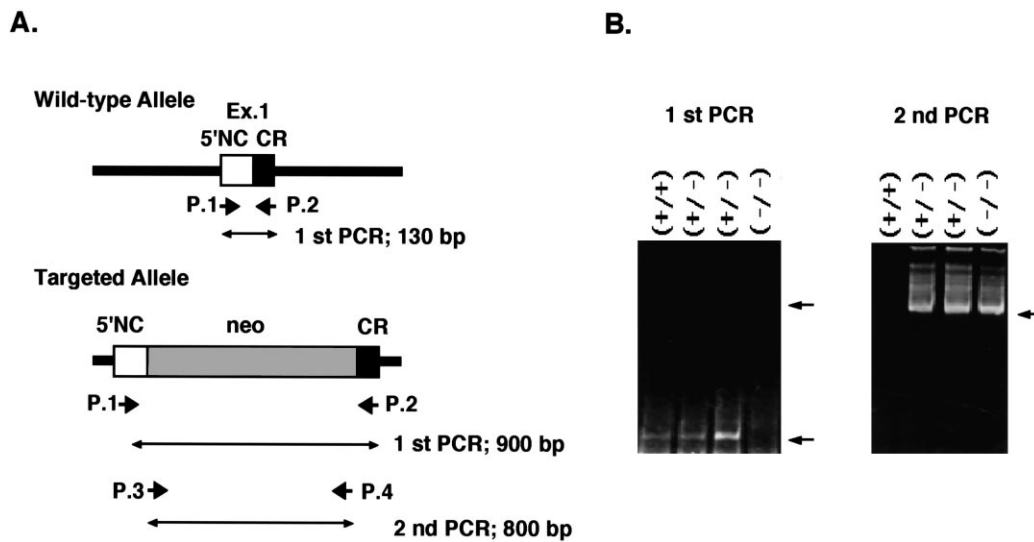 A.
Wild-type Allele
Ex.1
5'NC CR
P.1 P.2
1 st PCR; 130 bp
Targeted Allele
5'NC neo CR
P.1 P.2
1 st PCR; 900 bp
P.3 P.4
2 nd PCR; 800 bp
B.
1 st PCR 2 nd PCR
(+/+) (+/-) (+/-) (-/-) (+/+) (+/-) (+/-) (-/-)